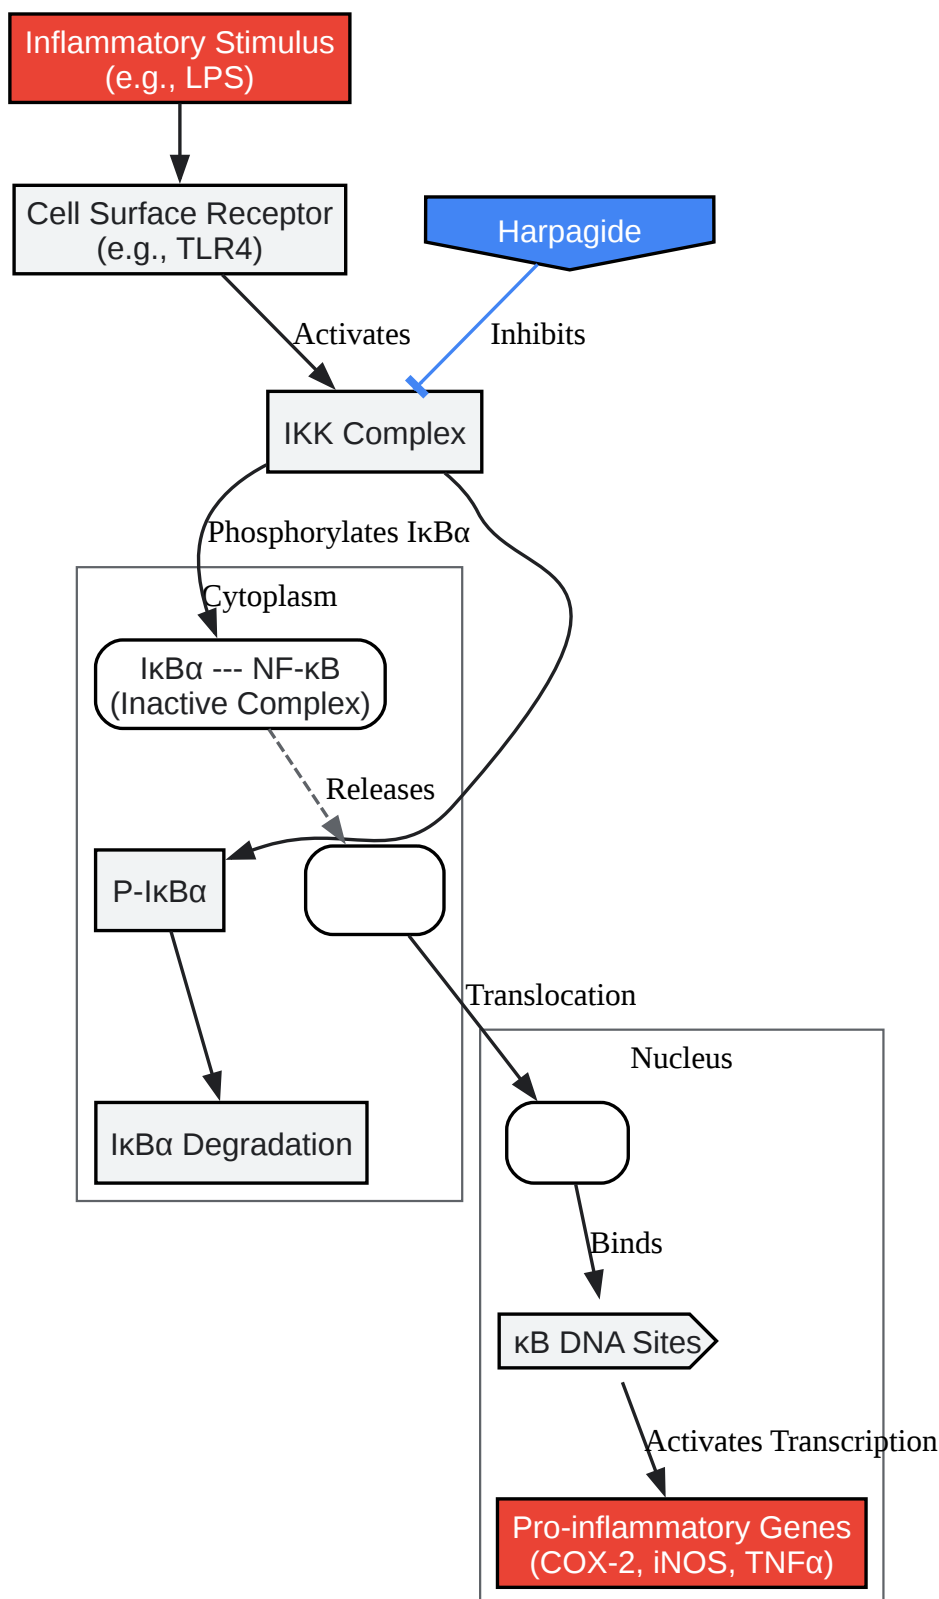 Inflammatory Stimulus
(e.g., LPS)
Cell Surface Receptor
(e.g., TLR4)
Harpagide
Activates
Inhibits
IKK Complex
Phosphorylates IκBα
Cytoplasm
IκBα --- NF-κB
(Inactive Complex)
Releases
P-IκBα
Translocation
Nucleus
IκBα Degradation
Binds
κB DNA Sites
Activates Transcription
Pro-inflammatory Genes
(COX-2, iNOS, TNFα)